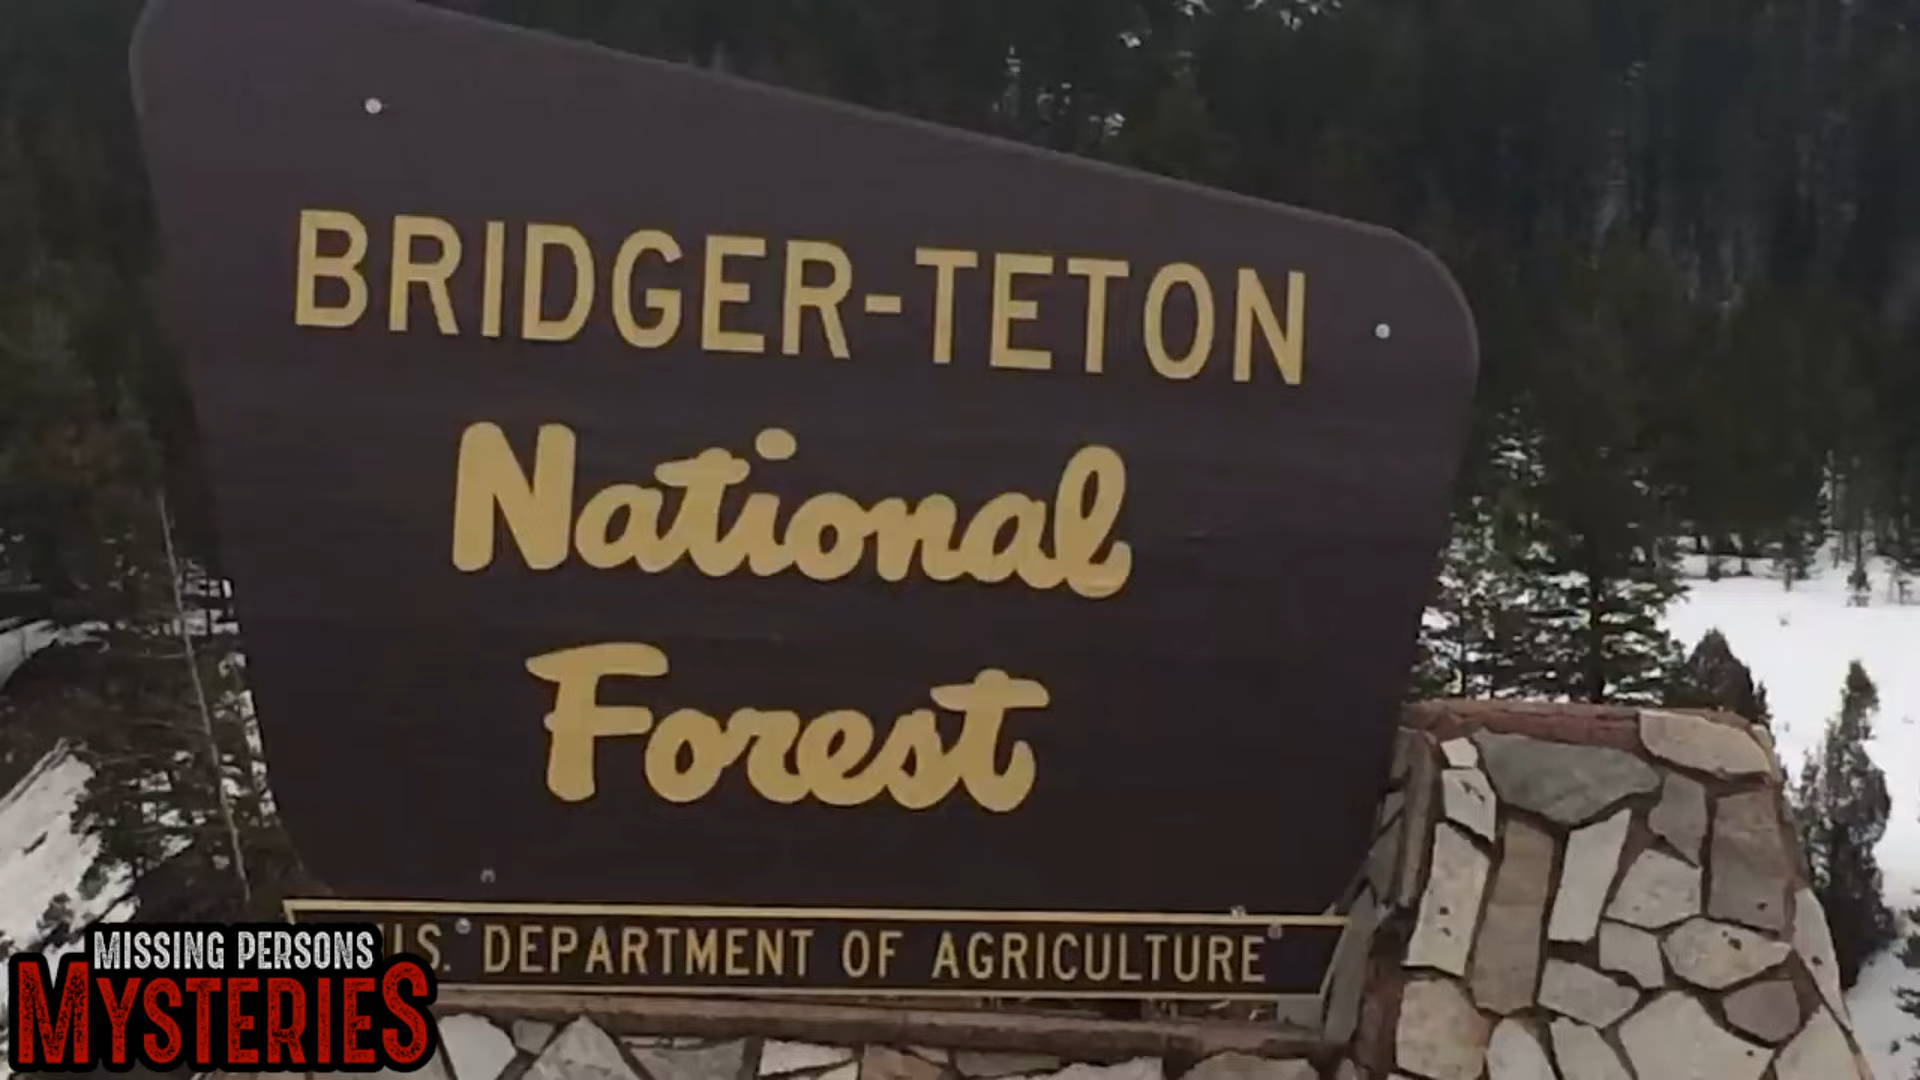 BRIDGER-TETON
National
Forest
U.S. DEPARTMENT OF AGRICULTURE
MISSING PERSONS
MYSTERIES